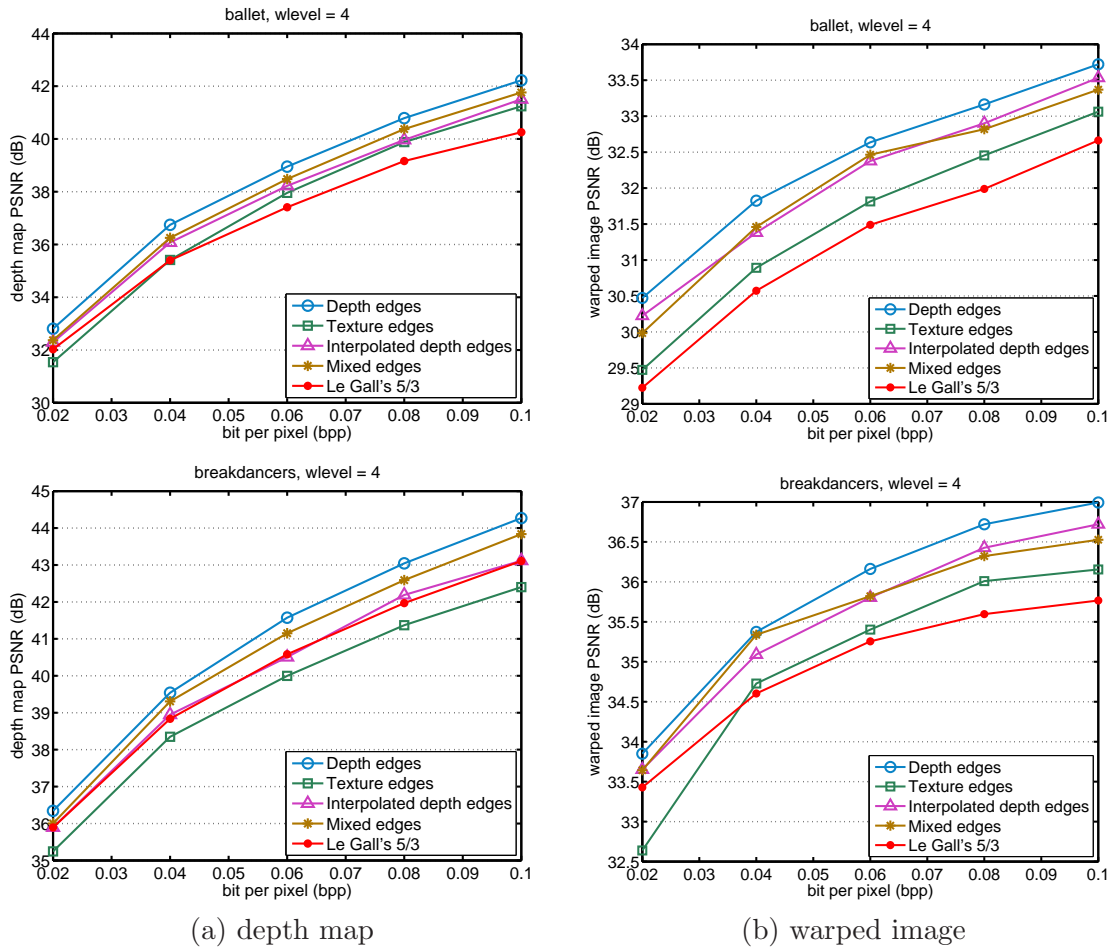 ballet, wlevel = 4
44
42
40
38
36
34
32
30
depth map PSNR (dB)
0.02 0.03 0.04 0.05 0.06 0.07 0.08 0.09 0.1
bit per pixel (bpp)
Depth edges
Texture edges
Interpolated depth edges
Mixed edges
Le Gall's 5/3
ballet, wlevel = 4
34
33.5
33
32.5
32
31.5
31
30.5
30
29.5
29
warped image PSNR (dB)
0.02 0.03 0.04 0.05 0.06 0.07 0.08 0.09 0.1
bit per pixel (bpp)
Depth edges
Texture edges
Interpolated depth edges
Mixed edges
Le Gall's 5/3
breakdancers, wlevel = 4
45
44
43
42
41
40
39
38
37
36
35
depth map PSNR (dB)
0.02 0.03 0.04 0.05 0.06 0.07 0.08 0.09 0.1
bit per pixel (bpp)
Depth edges
Texture edges
Interpolated depth edges
Mixed edges
Le Gall's 5/3
breakdancers, wlevel = 4
37
36.5
36
35.5
35
34.5
34
33.5
33
32.5
warped image PSNR (dB)
0.02 0.03 0.04 0.05 0.06 0.07 0.08 0.09 0.1
bit per pixel (bpp)
Depth edges
Texture edges
Interpolated depth edges
Mixed edges
Le Gall's 5/3
(a) depth map
(b) warped image